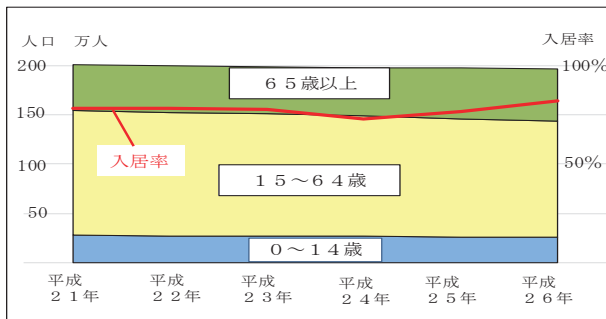 人口 万人
入居率
200
100%
65歳以上
150
入居率
100
50%
15～64歳
50
0～14歳
平成
21年
平成
22年
平成
23年
平成
24年
平成
25年
平成
26年